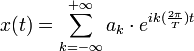 x(t) = \sum_{k=-\infty}^{+\infty} a_k \cdot e^{ik(\frac{2\pi}{T})t}